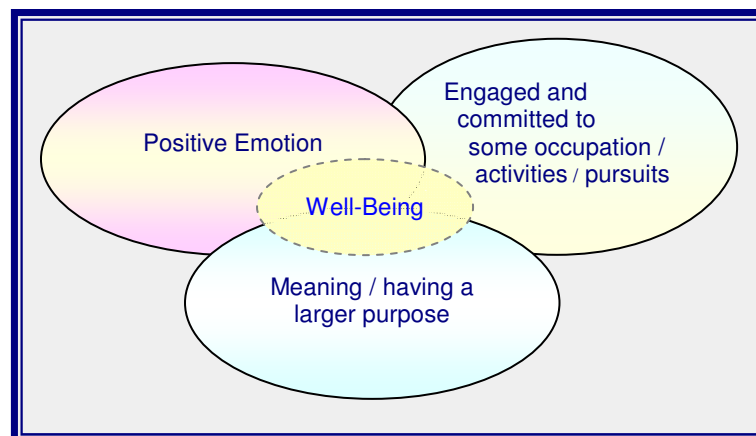 Positive Emotion
Engaged and
committed to
some occupation /
activities / pursuits
Well-Being
Meaning / having a
larger purpose